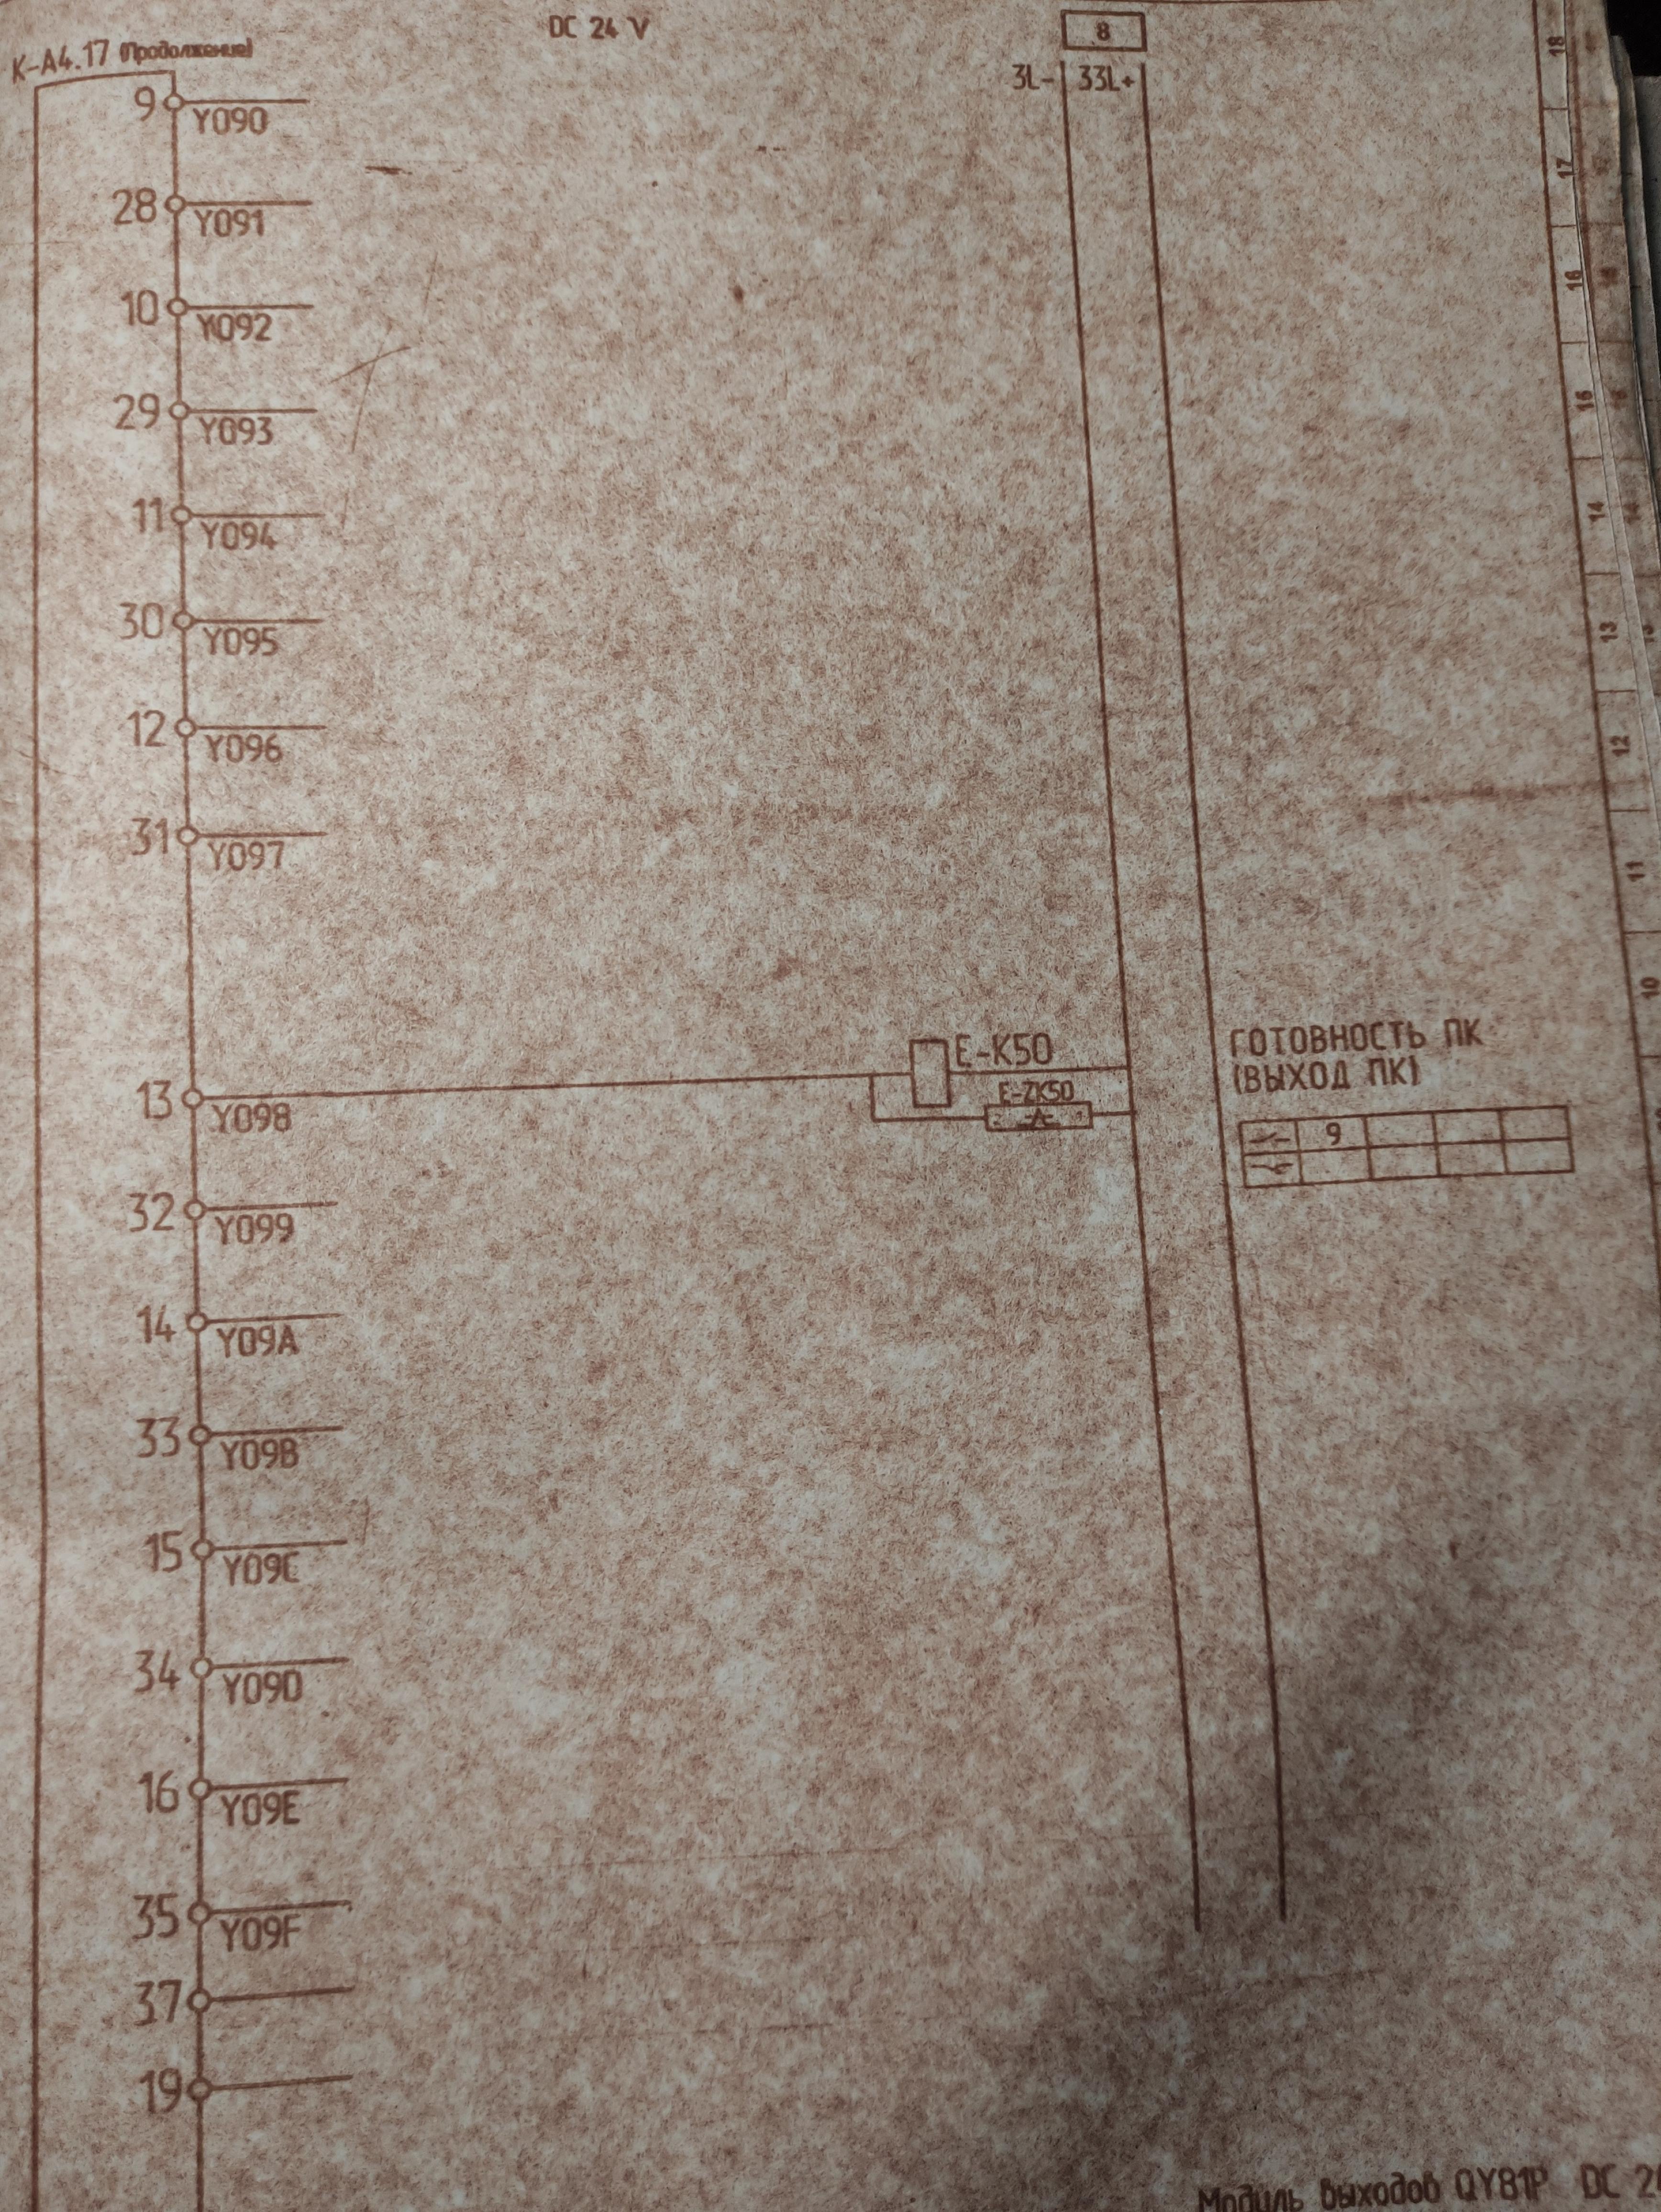 DC 24 V
8
К-А4.17 (Продолжение)
3L- 33L+
9 Y090
28 Y091
10 Y092
29 Y093
11 Y094
30 Y095
12 Y096
31 Y097
E-K50
ГОТОВНОСТЬ ПК
(ВЫХОД ПК)
E-ZK50
13 Y098
9
32 Y099
14 Y09A
33 Y09B
15 Y09C
34 Y09D
16 Y09E
35 Y09F
37
19
Модуль выходов QY81P DC
18
17
16
15
14
13
12
11
10